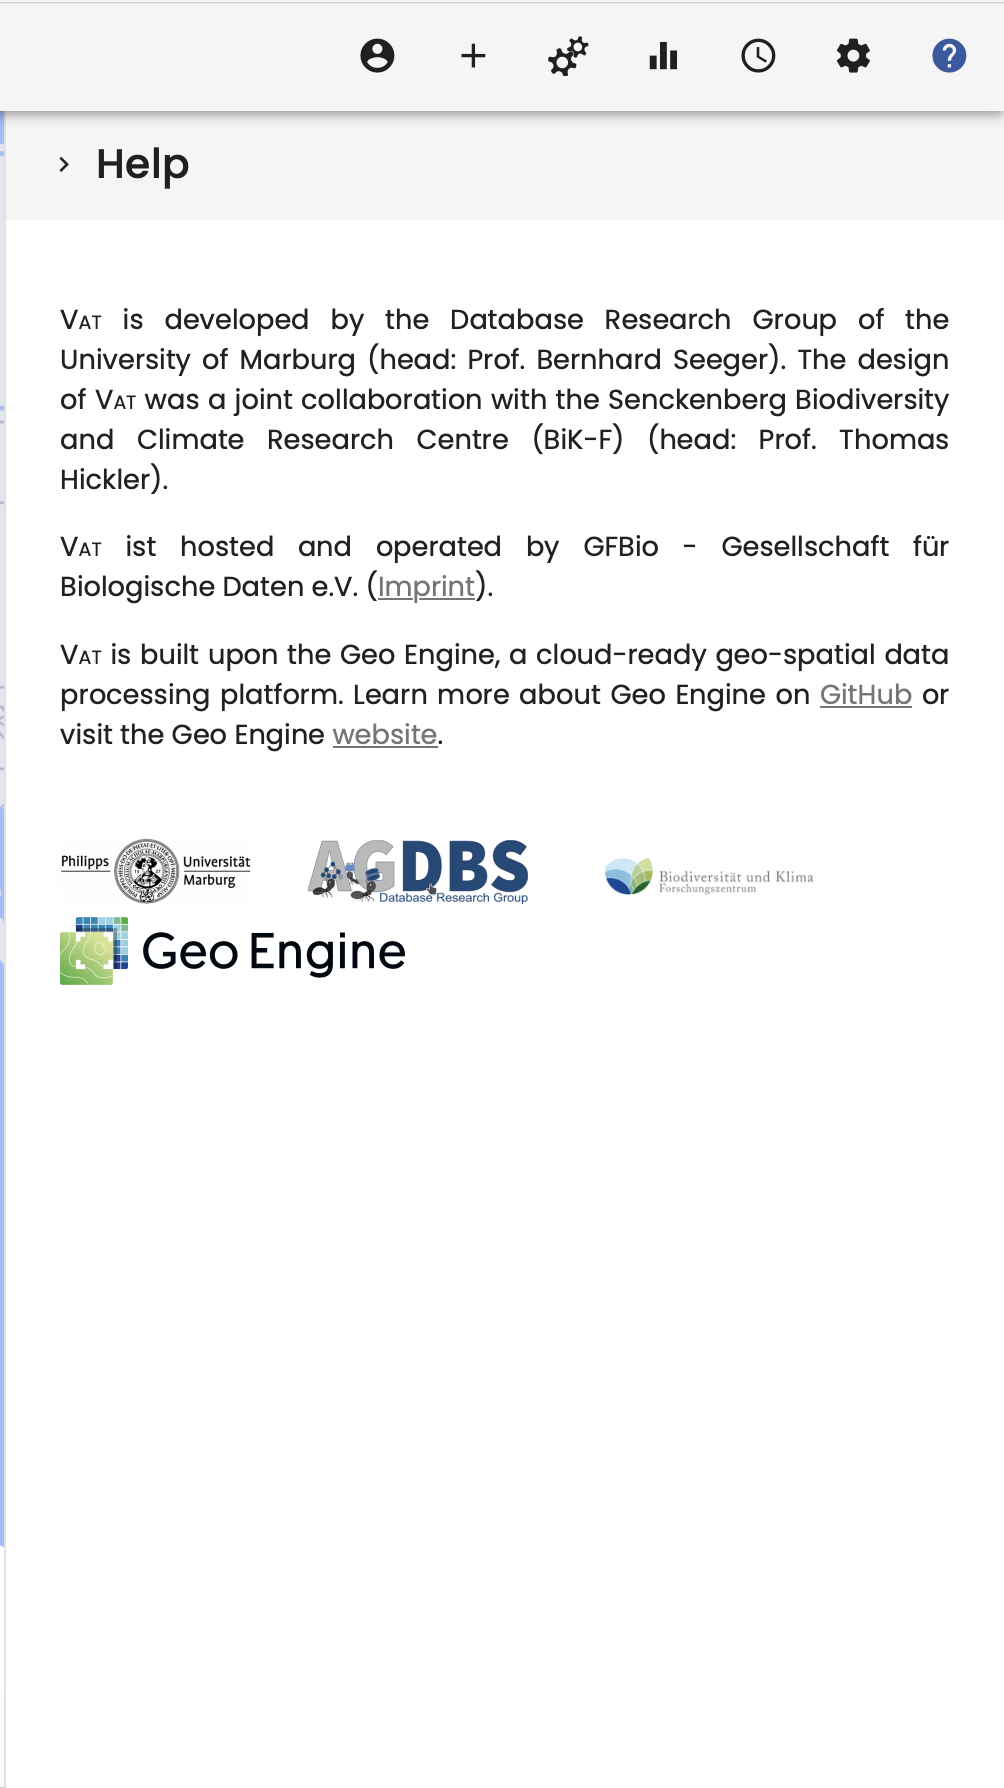 Help
VAT is developed by the Database Research Group of the
University of Marburg (head: Prof. Bernhard Seeger). The design
of VAT was a joint collaboration with the Senckenberg Biodiversity
and Climate Research Centre (BiK-F) (head: Prof. Thomas
Hickler).
VAT ist hosted and operated by GFBio - Gesellschaft für
Biologische Daten e.V. (Imprint).
VAT is built upon the Geo Engine, a cloud-ready geo-spatial data
processing platform. Learn more about Geo Engine on GitHub or
visit the Geo Engine website.
Philipps Universität
Marburg
AGDBS
Database Research Group
Biodiversität und Klima
Forschungszentrum
Geo Engine